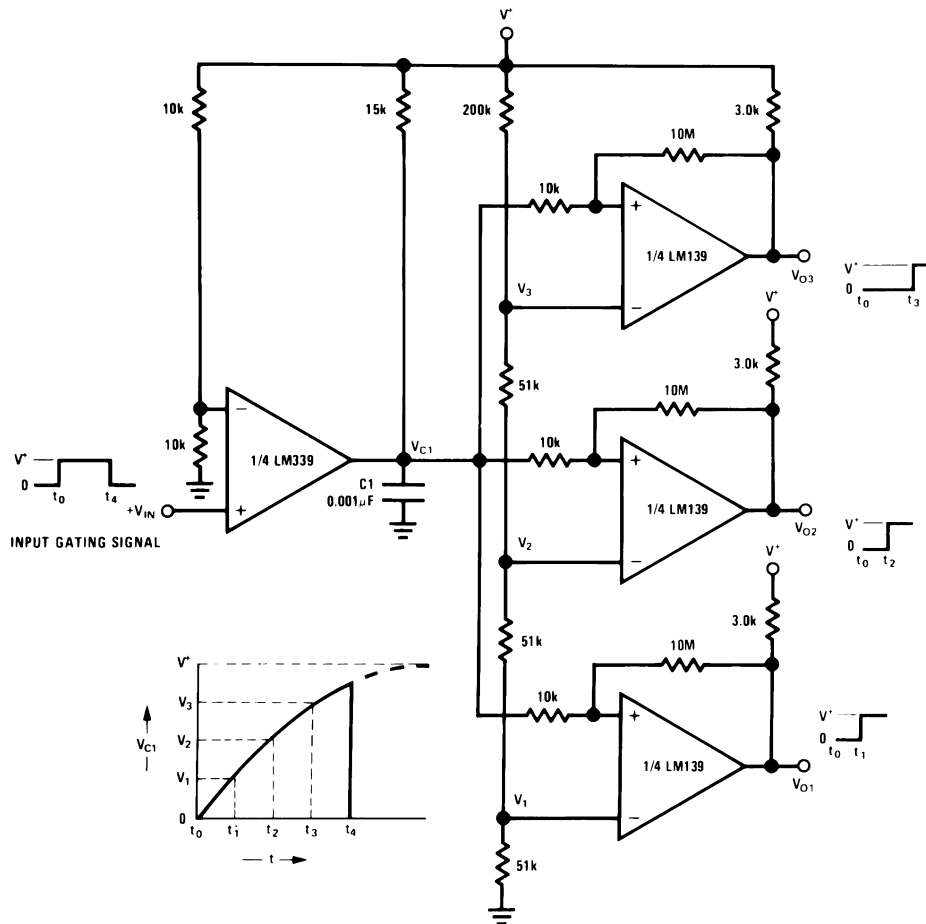 V+
10k
15k
200k
3.0k
10M
10k
+
1/4 LM139
−
V3
VO3
V+
0
t0
t3
V+
3.0k
51k
10M
−
10k
1/4 LM339
VC1
10k
+
1/4 LM139
−
V+
0
t0
t4
+VIN
+
C1
0.001μF
INPUT GATING SIGNAL
V2
VO2
V+
0
t0
t2
V+
3.0k
51k
10M
10k
+
1/4 LM139
−
V1
VO1
V+
0
t0
t1
51k
V+
V3
VC1
V2
V1
0
t0
t1
t2
t3
t4
t